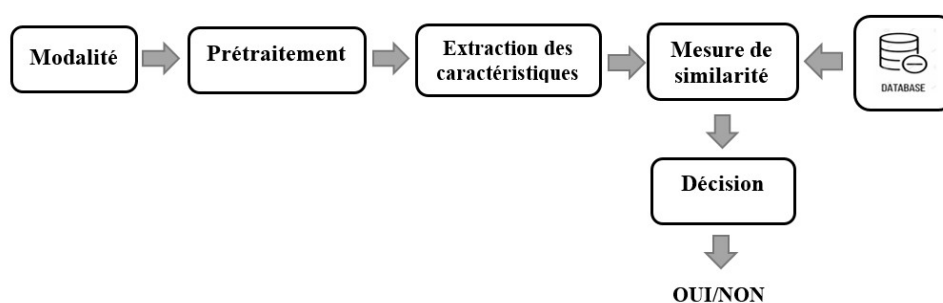 Modalité
Prétraitement
Extraction des
caractéristiques
Mesure de
similarité
DATABASE
Décision
OUI/NON